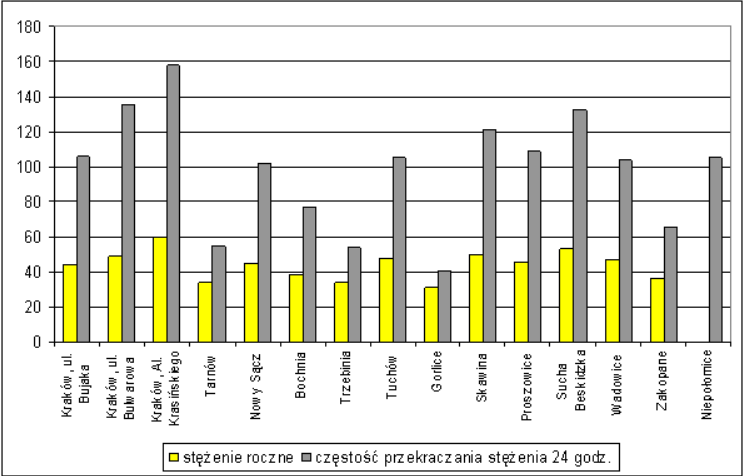 180
160
140
120
100
80
60
40
20
0
Kraków, ul.
Bujaka
Kraków, ul.
Bulwarowa
Kraków, Al.
Krasińskiego
Tarnów
Nowy Sącz
Bochnia
Trzebinia
Tuchów
Gorlice
Skawina
Proszowice
Sucha
Beskidzka
Wadowice
Zakopane
Niepołomice
stężenie roczne
częstość przekraczania stężenia 24 godz.